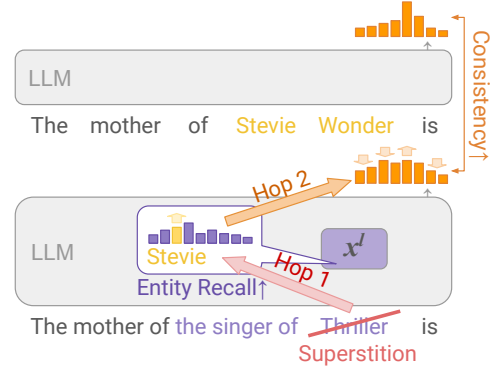 Consistency↑
LLM
The mother of Stevie Wonder is
Hop 2
LLM
Stevie
x^l
Hop 1
Entity Recall↑
The mother of the singer of Thriller is
Superstition